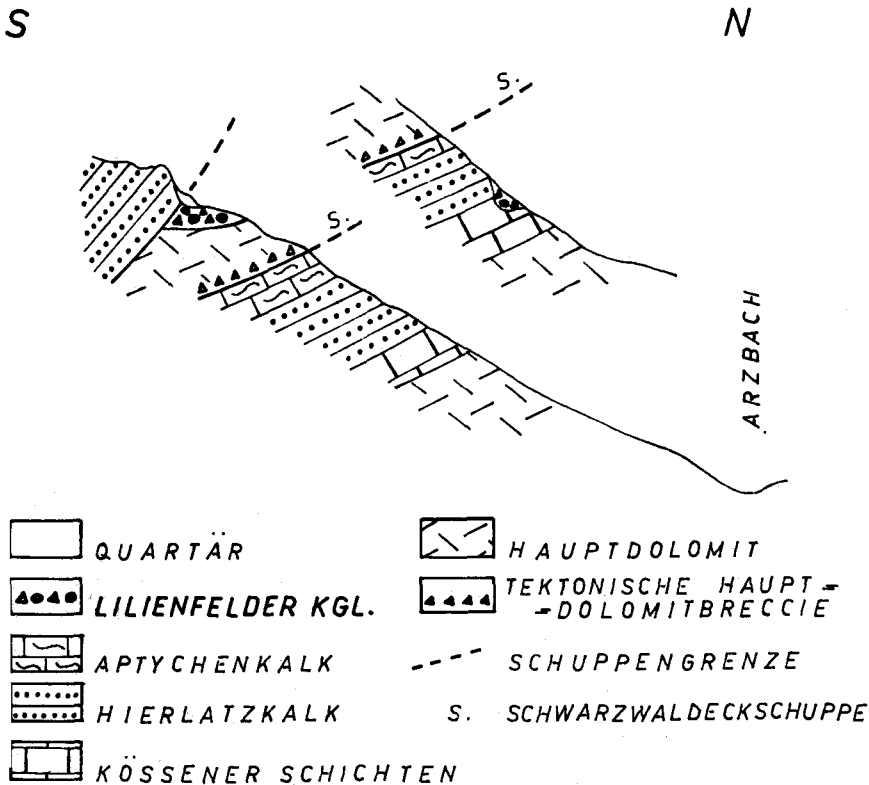 S
N
S.
S.
ARZBACH
QUARTÄR
LILIENFELDER KGL.
APTYCHENKALK
HIERLATZKALK
KÖSSENER SCHICHTEN
HAUPTDOLOMIT
TEKTONISCHE HAUPT=
=DOLOMITBRECCIE
SCHUPPENGRENZE
S. SCHWARZWALDECKSCHUPPE